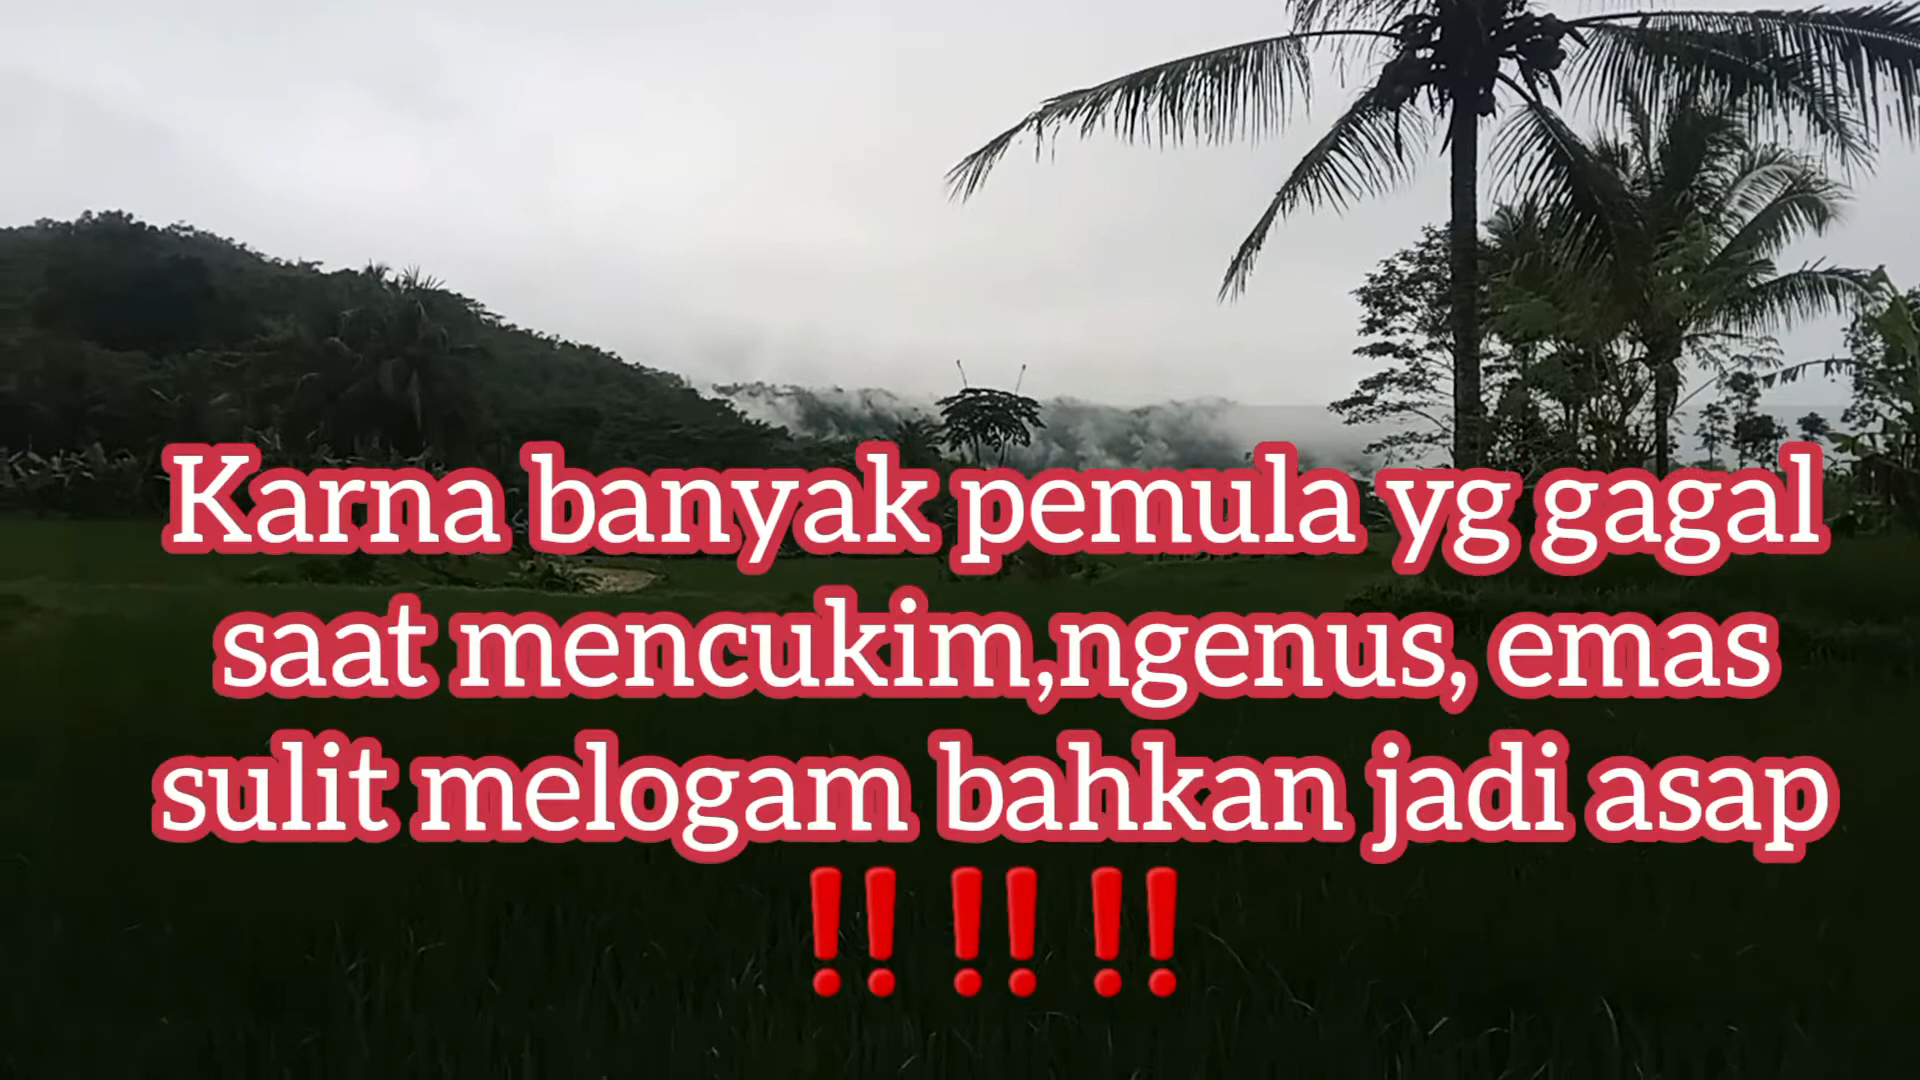 Karna banyak pemula yg gagal
saat mencukim,ngenus, emas
sulit melogam bahkan jadi asap
‼️‼️‼️